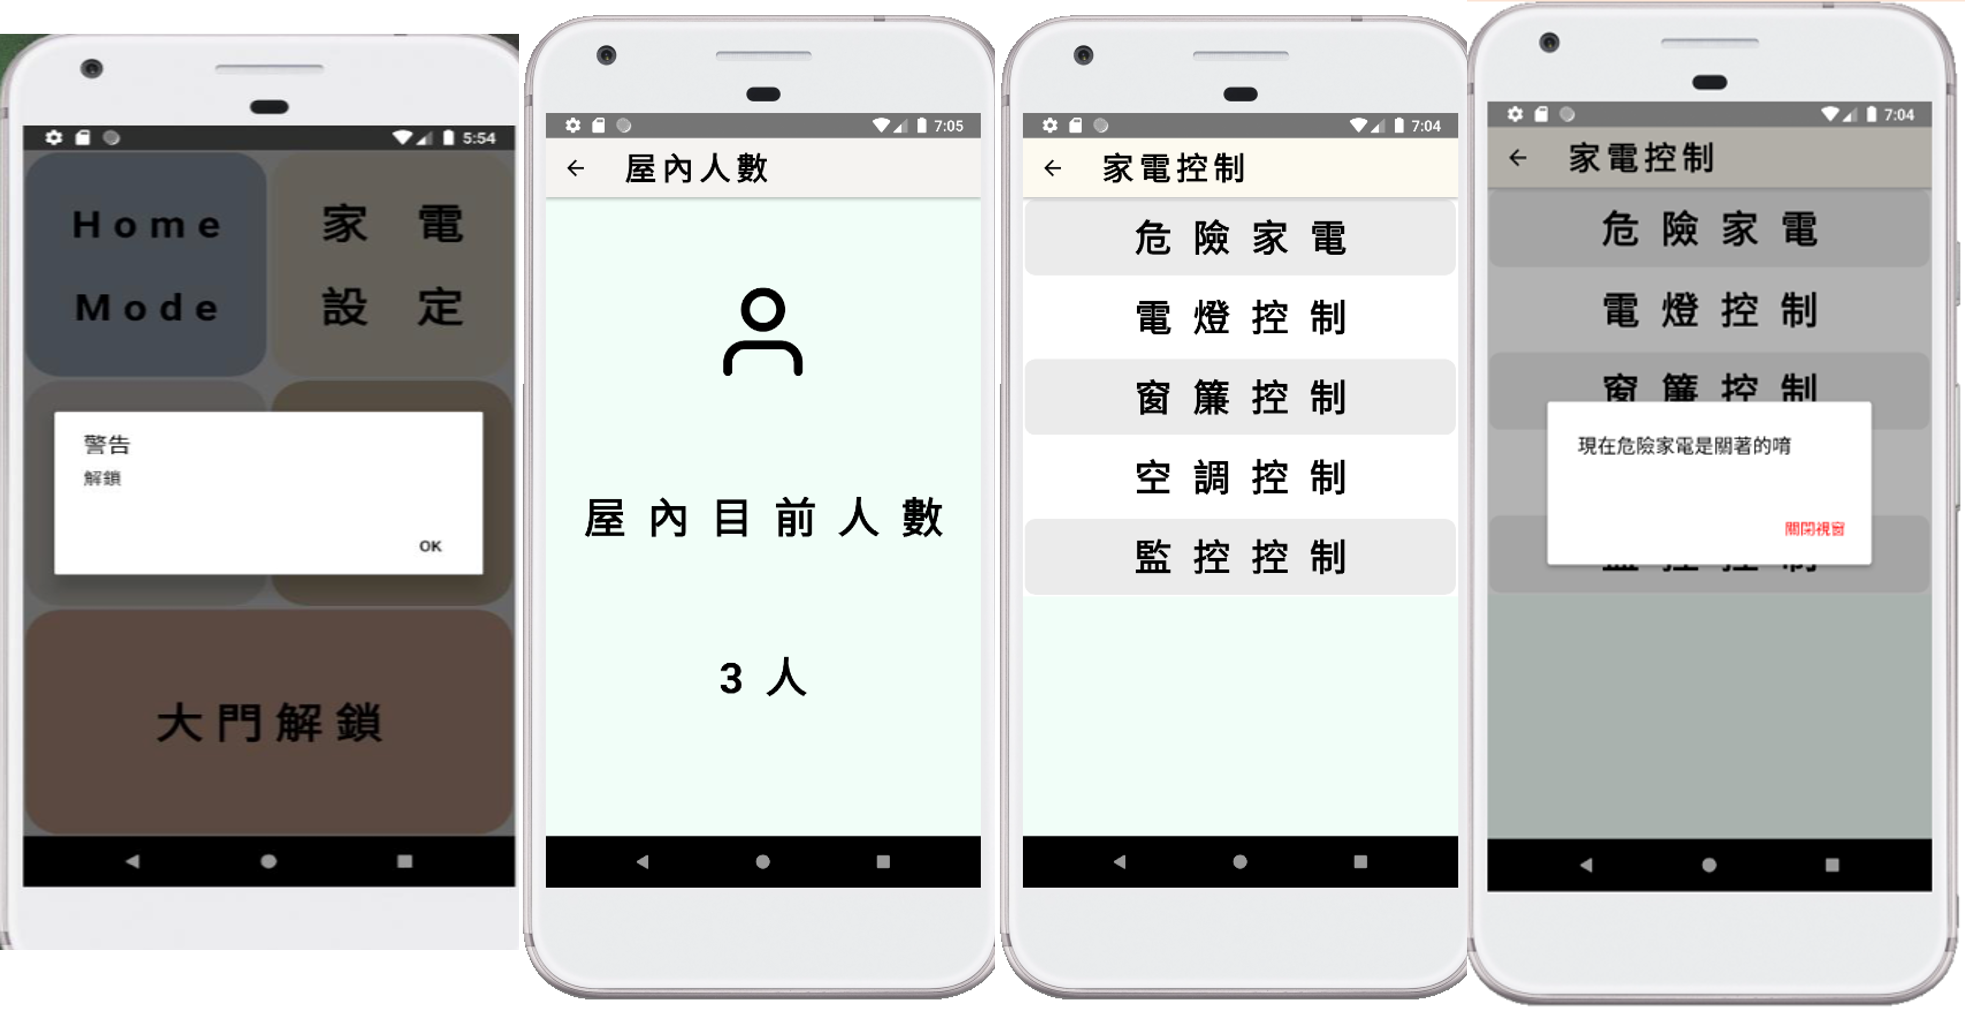 5:54
Home
Mode
家電
設定
警告
解鎖
OK
大門解鎖
7:05
屋內人數
屋內目前人數
3人
7:04
家電控制
危險家電
電燈控制
窗簾控制
空調控制
監控控制
7:04
家電控制
危險家電
電燈控制
窗簾控制
現在危險家電是關著的唷
關閉視窗
監控控制